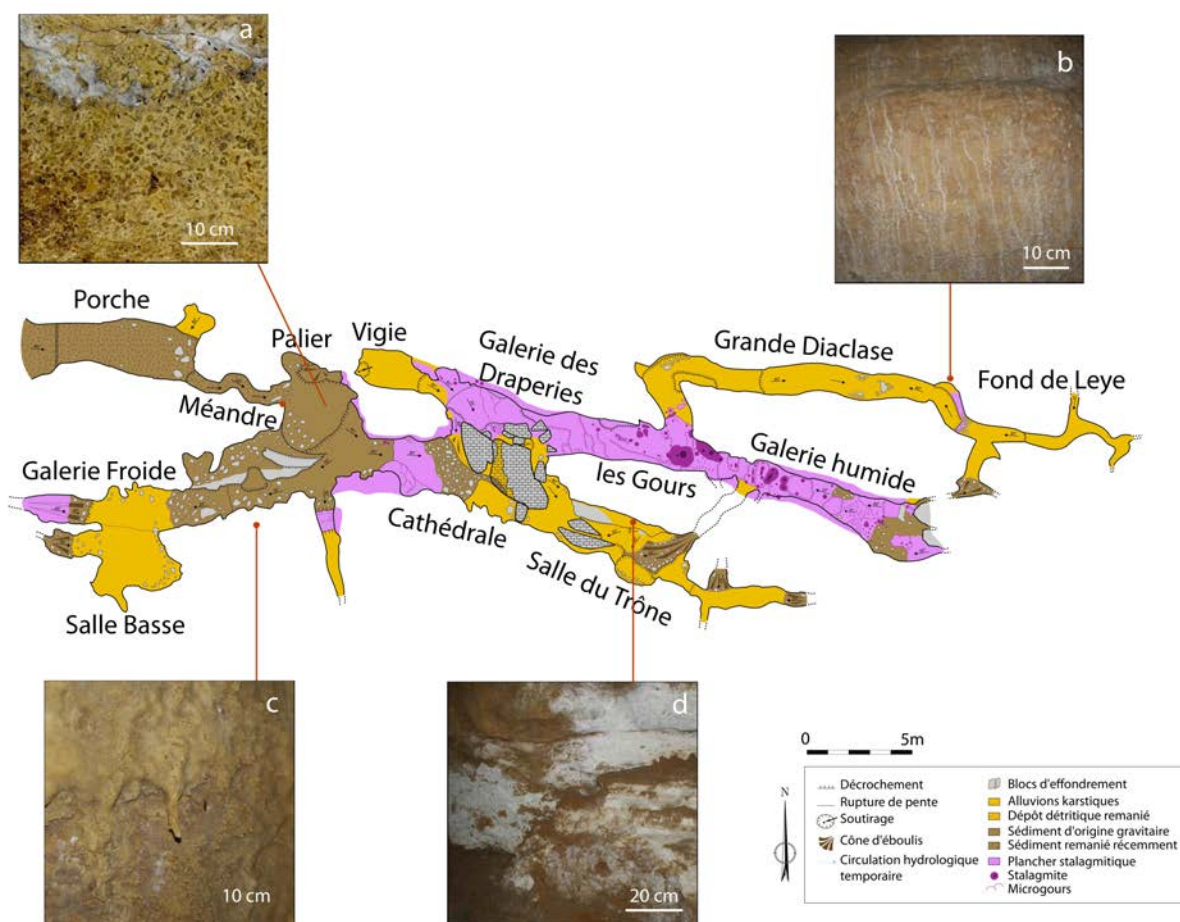 a
10 cm
b
10 cm
Porche
Palier
Vigie
Galerie des
Draperies
Grande Diaclase
Fond de Leye
Méandre
Galerie Froide
les Gours
Galerie humide
Cathédrale
Salle du Trône
Salle Basse
c
10 cm
d
20 cm
0 5m
N
Décrochement
Rupture de pente
Soutirage
Cône d'éboulis
Circulation hydrologique
temporaire
Blocs d'effondrement
Alluvions karstiques
Dépôt détritique remanié
Sédiment d'origine gravitaire
Sédiment remanié récemment
Plancher stalagmitique
Stalagmite
Microgours